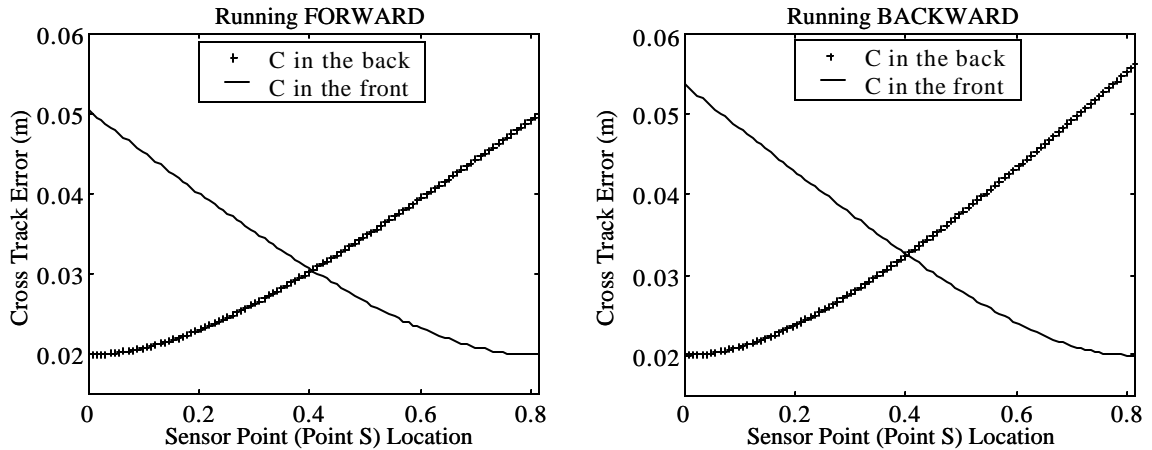 Running FORWARD
+ C in the back
C in the front
Cross Track Error (m)
0.06
0.05
0.04
0.03
0.02
0
0.2
0.4
0.6
0.8
Sensor Point (Point S) Location
Running BACKWARD
+ C in the back
C in the front
Cross Track Error (m)
0.06
0.05
0.04
0.03
0.02
0
0.2
0.4
0.6
0.8
Sensor Point (Point S) Location